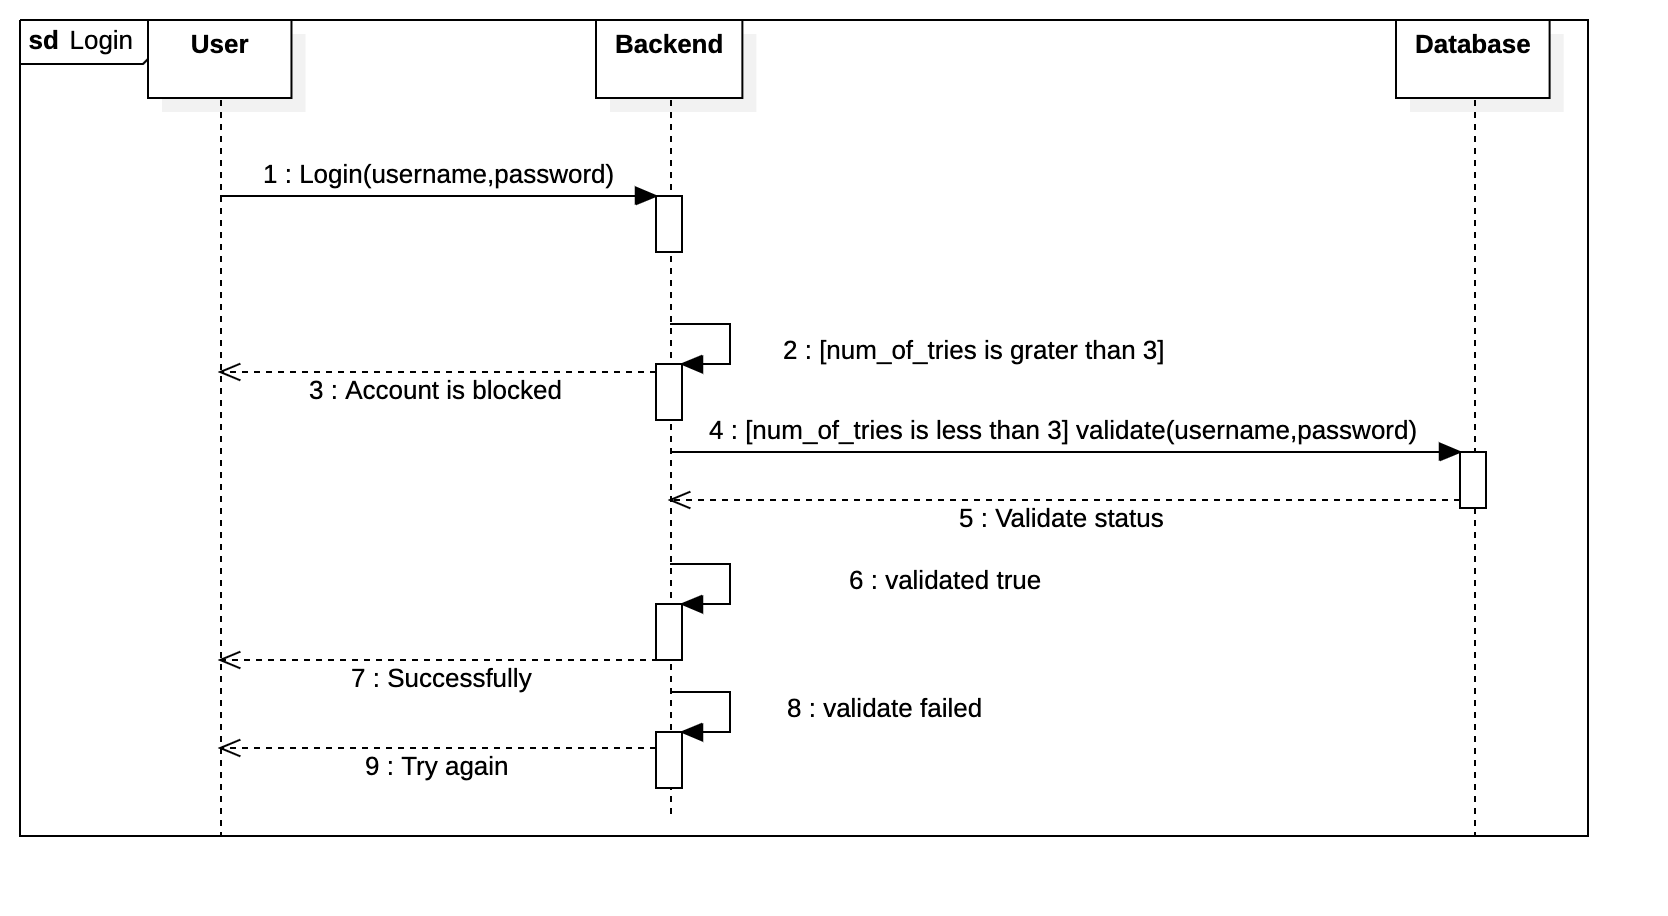 sd Login
User
Backend
Database
1 : Login(username,password)
2 : [num_of_tries is grater than 3]
3 : Account is blocked
4 : [num_of_tries is less than 3] validate(username,password)
5 : Validate status
6 : validated true
7 : Successfully
8 : validate failed
9 : Try again